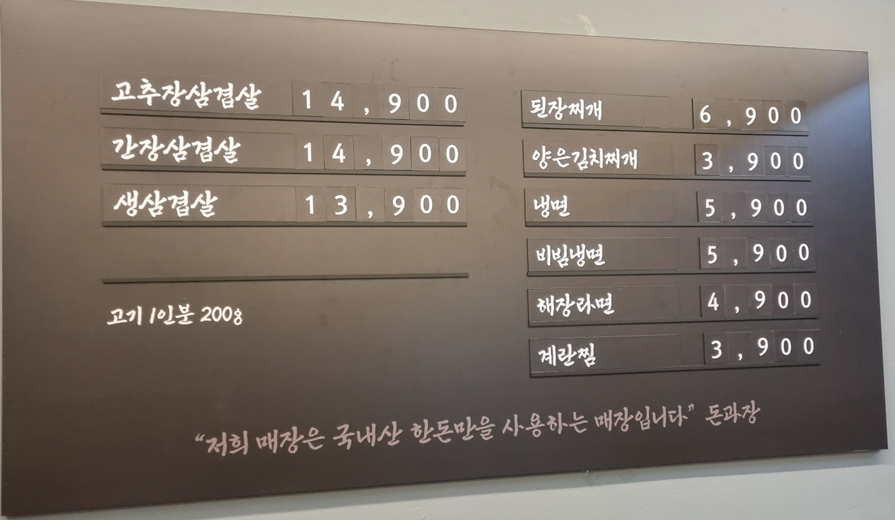 고추장삼겹살 14,900
간장삼겹살 14,900
생삼겹살 13,900
고기 1인분 200g
된장찌개 6,900
양은김치찌개 3,900
냉면 5,900
비빔냉면 5,900
해장라면 4,900
계란찜 3,900
“저희 매장은 국내산 한돈만을 사용하는 매장입니다” 돈과장